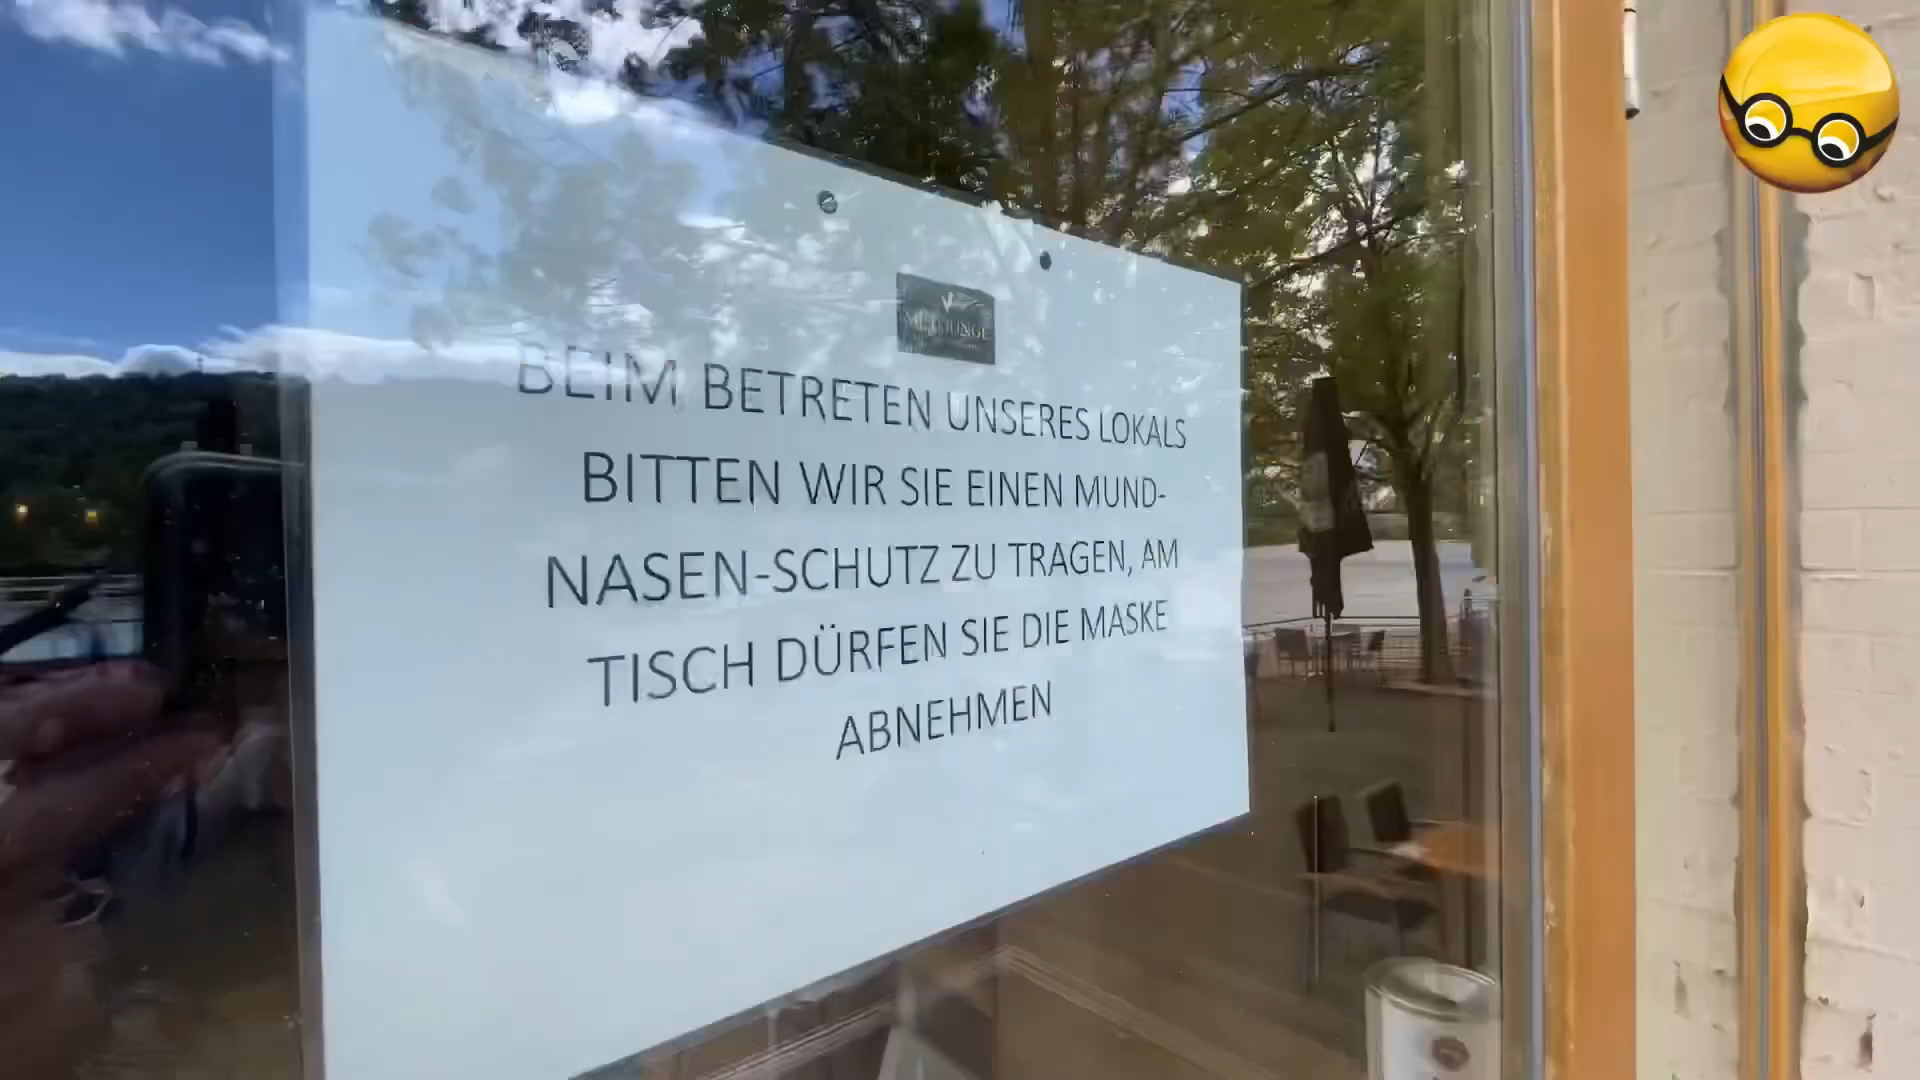 BEIM BETRETEN UNSERES LOKALS
BITTEN WIR SIE EINEN MUND-
NASEN-SCHUTZ ZU TRAGEN, AM
TISCH DÜRFEN SIE DIE MASKE
ABNEHMEN